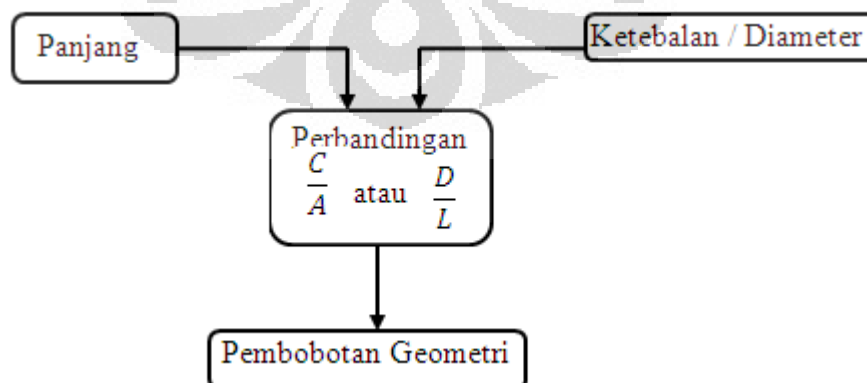 Panjang
Ketebalan / Diameter
Perbandingan
C/A atau D/L
Pembobotan Geometri